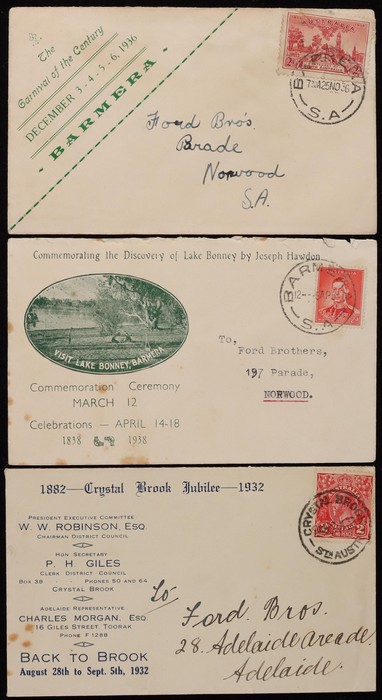 The
Carnival of the Century
DECEMBER 3-4-5-6, 1936
• BARMERA •
AUSTRALIA
BARMERA
25NO36
S.A
Ford Bro's
Parade
Norwood
S.A.
Commemorating the Discovery of Lake Bonney by Joseph Hawdon
VISIT LAKE BONNEY, BARMERA
Commemoration Ceremony
MARCH 12
Celebrations — APRIL 14-18
1838 1938
BARMERA
S.A
To,
Ford Brothers,
197 Parade,
NORWOOD.
1882—Crystal Brook Jubilee—1932
PRESIDENT EXECUTIVE COMMITTEE
W. W. ROBINSON, ESQ
CHAIRMAN DISTRICT COUNCIL
HON SECRETARY
P. H. GILES
CLERK DISTRICT COUNCIL
BOX 38 PHONES 50 AND 64
CRYSTAL BROOK
ADELAIDE REPRESENTATIVE
CHARLES MORGAN, ESQ
16 GILES STREET, TOORAK
PHONE F 1288
BACK TO BROOK
August 28th to Sept. 5th, 1932
CRYSTAL BROOK
STH AUST
To
Ford. Bros.
28. Adelaide Arcade.
Adelaide.